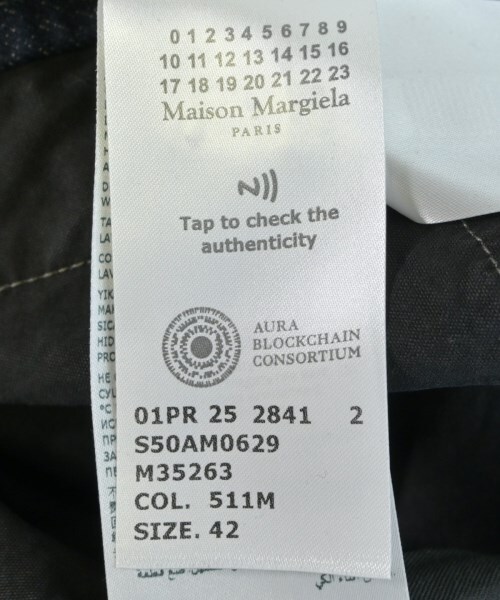 0 1 2 3 4 5 6 7 8 9
10 11 12 13 14 15 16
17 18 19 20 21 22 23
Maison Margiela
PARIS
Tap to check the
authenticity
AURA
BLOCKCHAIN
CONSORTIUM
01PR 25 2841 2
S50AM0629
M35263
COL. 511M
SIZE. 42